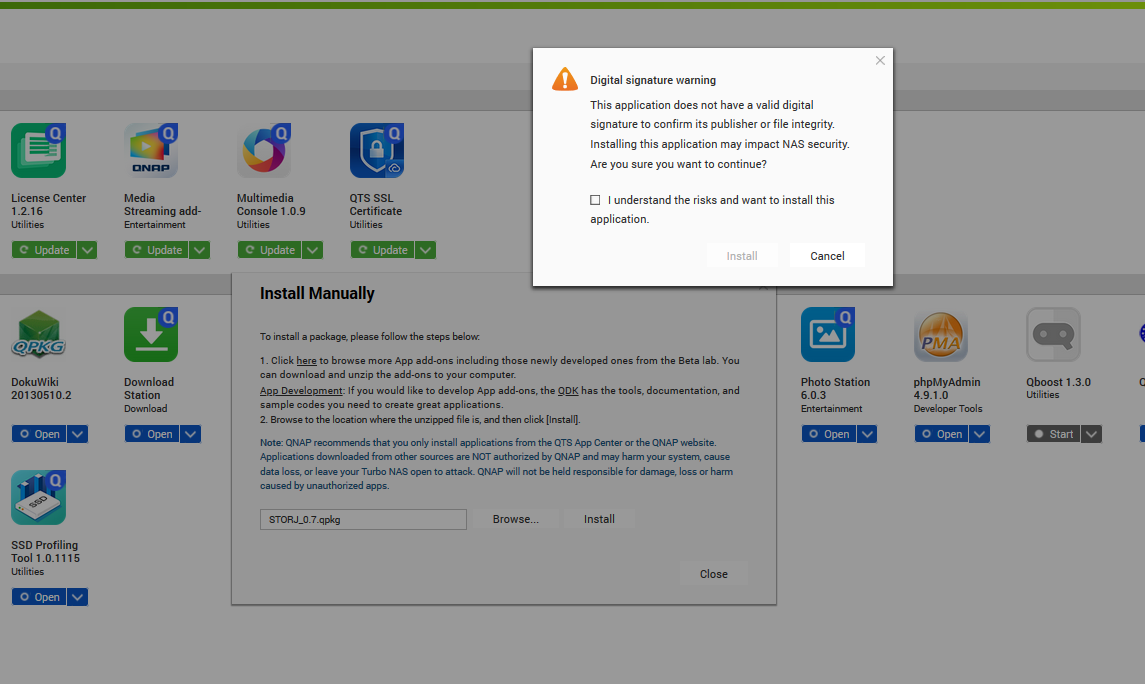 Digital signature warning
This application does not have a valid digital
signature to confirm its publisher or file integrity.
Installing this application may impact NAS security.
Are you sure you want to continue?
I understand the risks and want to install this
application.
Install
Cancel
Q
Q
QNAP
Q
Q
License Center
1.2.16
Utilities
Update
Media
Streaming add-
Entertainment
Update
Multimedia
Console 1.0.9
Utilities
Update
QTS SSL
Certificate
Utilities
Update
Install Manually
To install a package, please follow the steps below:
1. Click here to browse more App add-ons including those newly developed ones from the Beta lab. You
can download and unzip the add-ons to your computer.
App Development: If you would like to develop App add-ons, the QDK has the tools, documentation, and
sample codes you need to create great applications.
2. Browse to the location where the unzipped file is, and then click [Install].
Note: QNAP recommends that you only install applications from the QTS App Center or the QNAP website.
Applications downloaded from other sources are NOT authorized by QNAP and may harm your system, cause
data loss, or leave your Turbo NAS open to attack. QNAP will not be held responsible for damage, loss or harm
caused by unauthorized apps.
STORJ_0.7.qpkg
Browse...
Install
Close
QPKG
DokuWiki
20130510.2
Open
Q
Download
Station
Download
Open
Q
Photo Station
6.0.3
Entertainment
Open
PMA
phpMyAdmin
4.9.1.0
Developer Tools
Open
Qboost 1.3.0
Utilities
Start
Q
SSD
SSD Profiling
Tool 1.0.1115
Utilities
Open